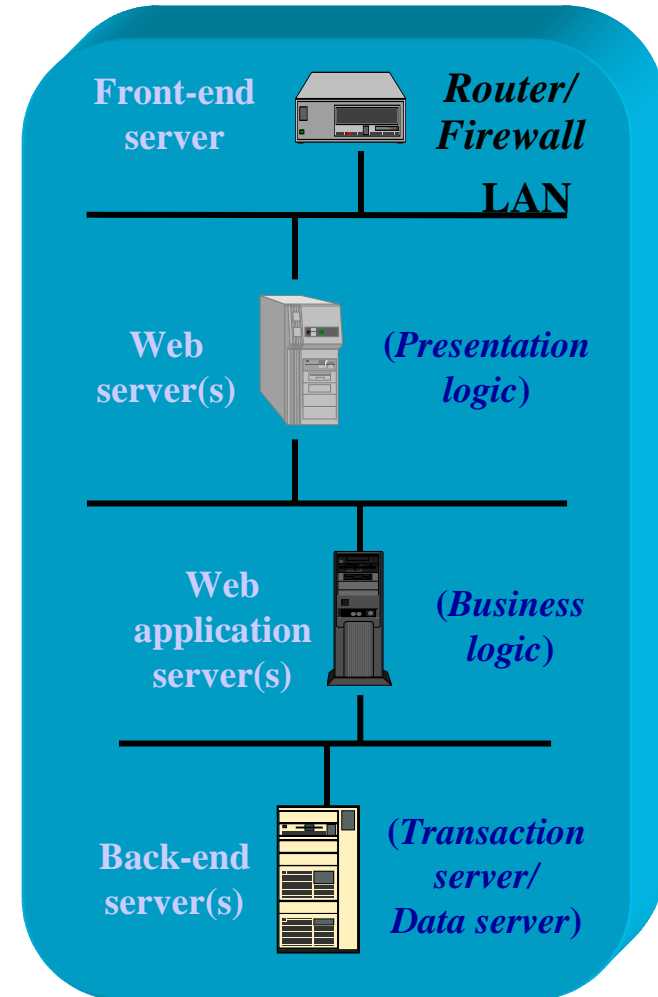 Front-end
server
Router/
Firewall
LAN
Web
server(s)
(Presentation
logic)
Web
application
server(s)
(Business
logic)
Back-end
server(s)
(Transaction
server/
Data server)